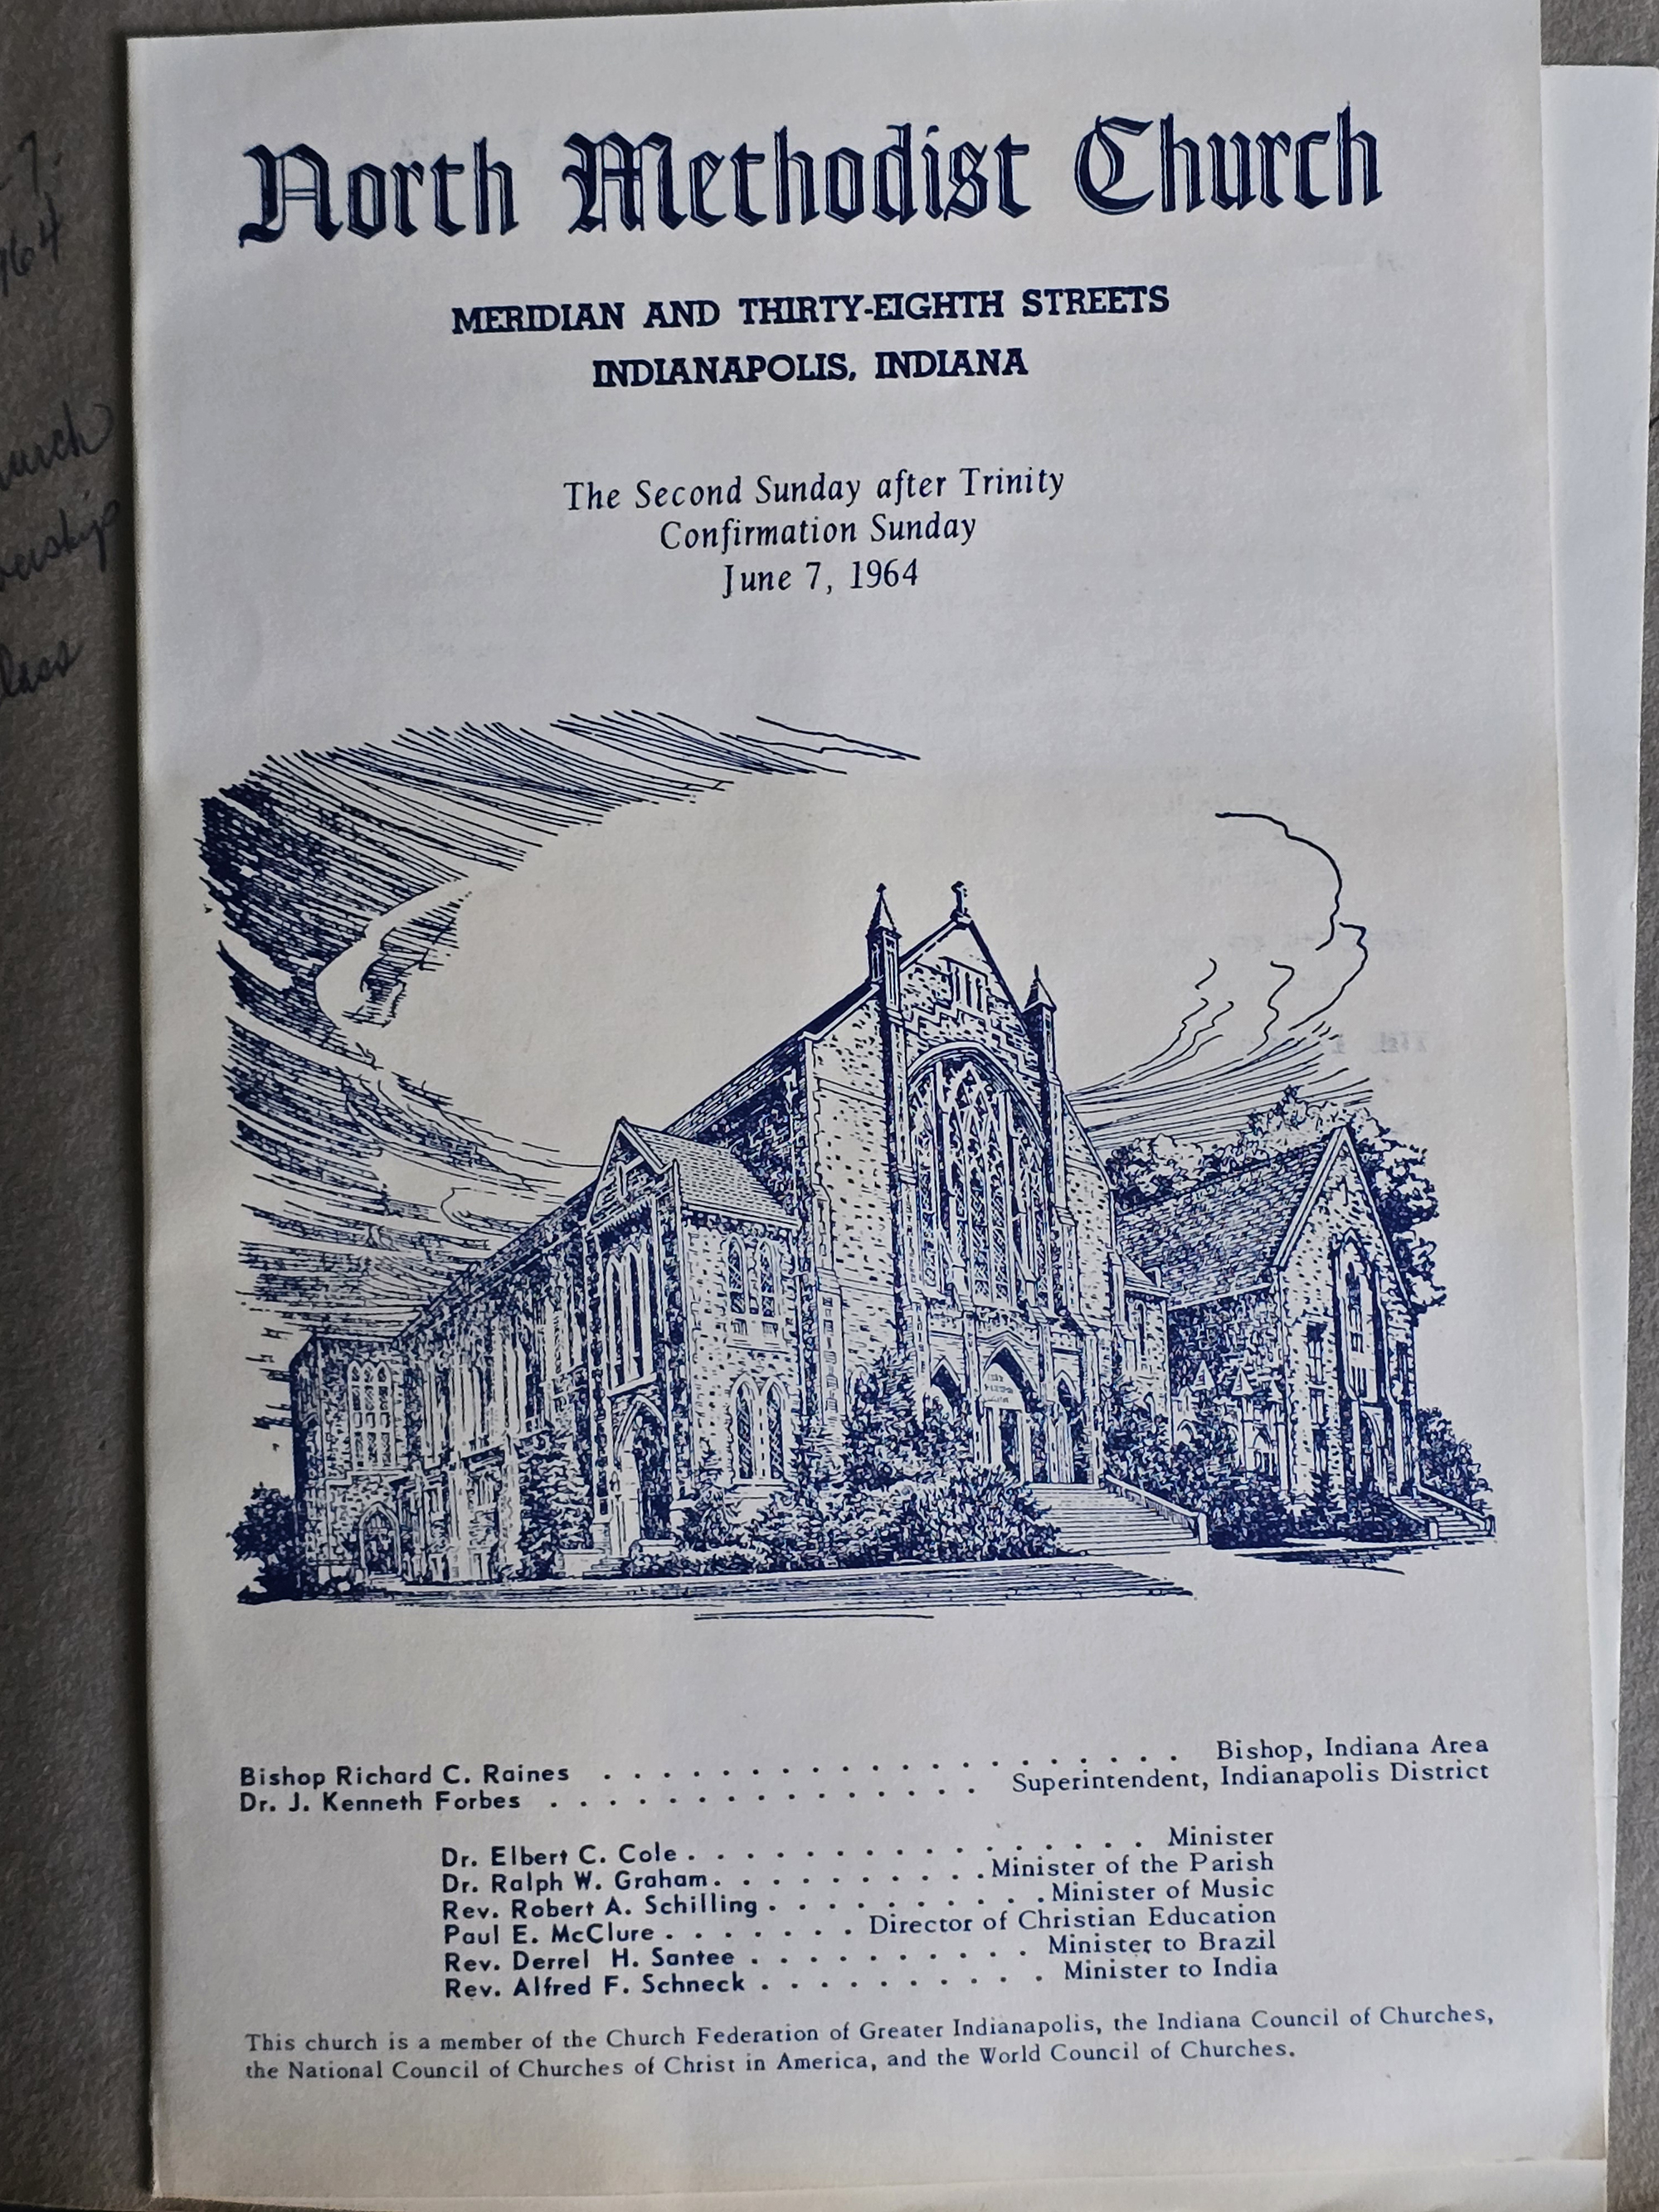 North Methodist Church
MERIDIAN AND THIRTY-EIGHTH STREETS
INDIANAPOLIS, INDIANA
The Second Sunday after Trinity
Confirmation Sunday
June 7, 1964
Bishop Richard C. Raines . . . . . . . . . . . . . . . . . . . . . Bishop, Indiana Area
Dr. J. Kenneth Forbes . . . . . . . . . . . . . . . Superintendent, Indianapolis District
Dr. Elbert C. Cole . . . . . . . . . . . . . . . . Minister
Dr. Ralph W. Graham . . . . . . . . . . Minister of the Parish
Rev. Robert A. Schilling . . . . . . . . . . Minister of Music
Paul E. McClure . . . . . . . Director of Christian Education
Rev. Derrel H. Santee . . . . . . . . . . Minister to Brazil
Rev. Alfred F. Schneck . . . . . . . . . . Minister to India
This church is a member of the Church Federation of Greater Indianapolis, the Indiana Council of Churches,
the National Council of Churches of Christ in America, and the World Council of Churches.